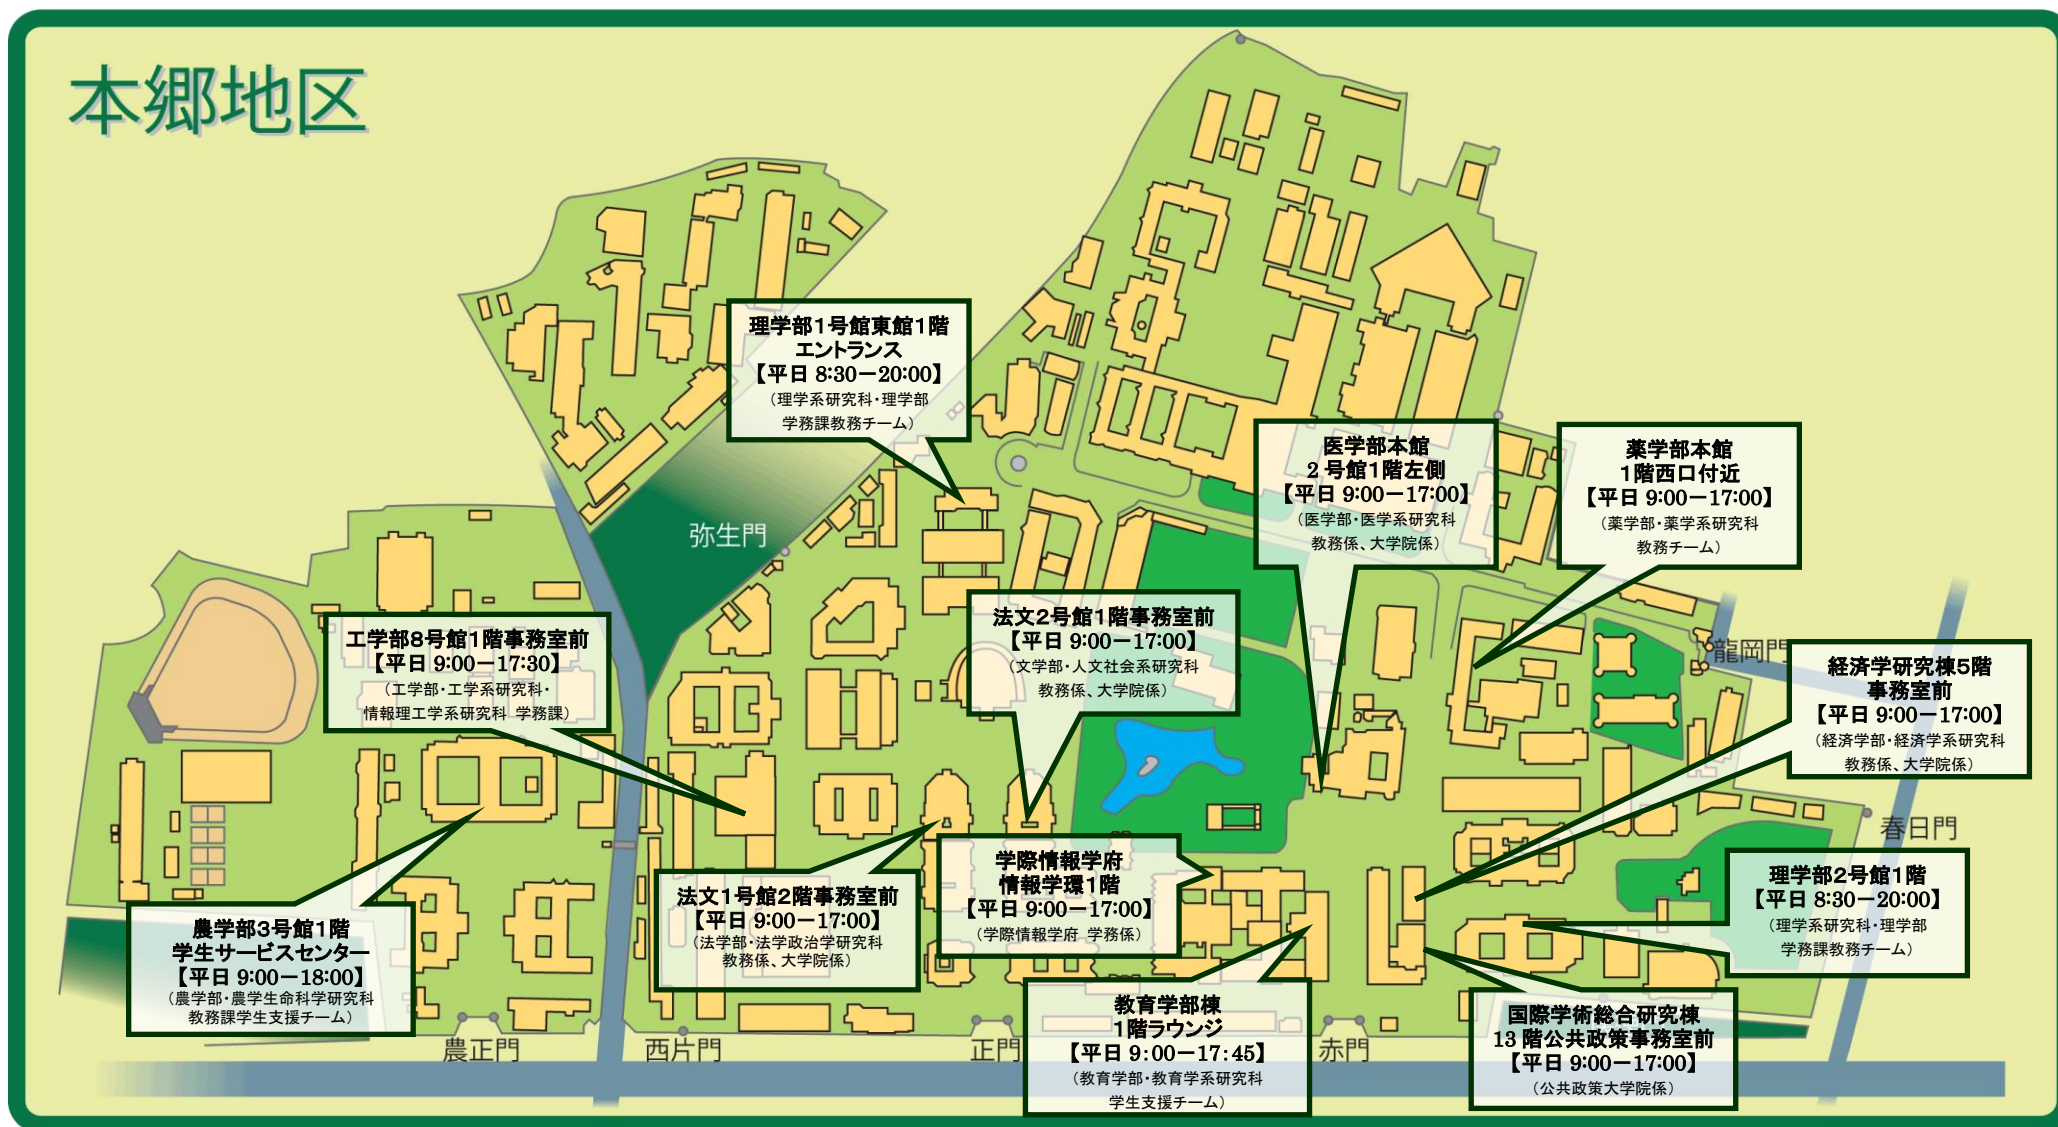 本郷地区
理学部1号館東館1階
エントランス
【平日 8:30－20:00】
（理学系研究科・理学部
学務課教務チーム）
医学部本館
2号館1階左側
【平日 9:00－17:00】
（医学部・医学系研究科
教務係、大学院係）
薬学部本館
1階西口付近
【平日 9:00－17:00】
（薬学部・薬学系研究科
教務チーム）
弥生門
工学部8号館1階事務室前
【平日 9:00－17:30】
（工学部・工学系研究科・
情報理工学系研究科 学務課）
法文2号館1階事務室前
【平日 9:00－17:00】
（文学部・人文社会系研究科
教務係、大学院係）
龍岡門
経済学研究棟5階
事務室前
【平日 9:00－17:00】
（経済学部・経済学系研究科
教務係、大学院係）
春日門
農学部3号館1階
学生サービスセンター
【平日 9:00－18:00】
（農学部・農学生命科学研究科
教務課学生支援チーム）
法文1号館2階事務室前
【平日 9:00－17:00】
（法学部・法学政治学研究科
教務係、大学院係）
学際情報学府
情報学環1階
【平日 9:00－17:00】
（学際情報学府 学務係）
理学部2号館1階
【平日 8:30－20:00】
（理学系研究科・理学部
学務課教務チーム）
教育学部棟
1階ラウンジ
【平日 9:00－17:45】
（教育学部・教育学系研究科
学生支援チーム）
国際学術総合研究棟
13階公共政策事務室前
【平日 9:00－17:00】
（公共政策大学院係）
農正門
西片門
正門
赤門